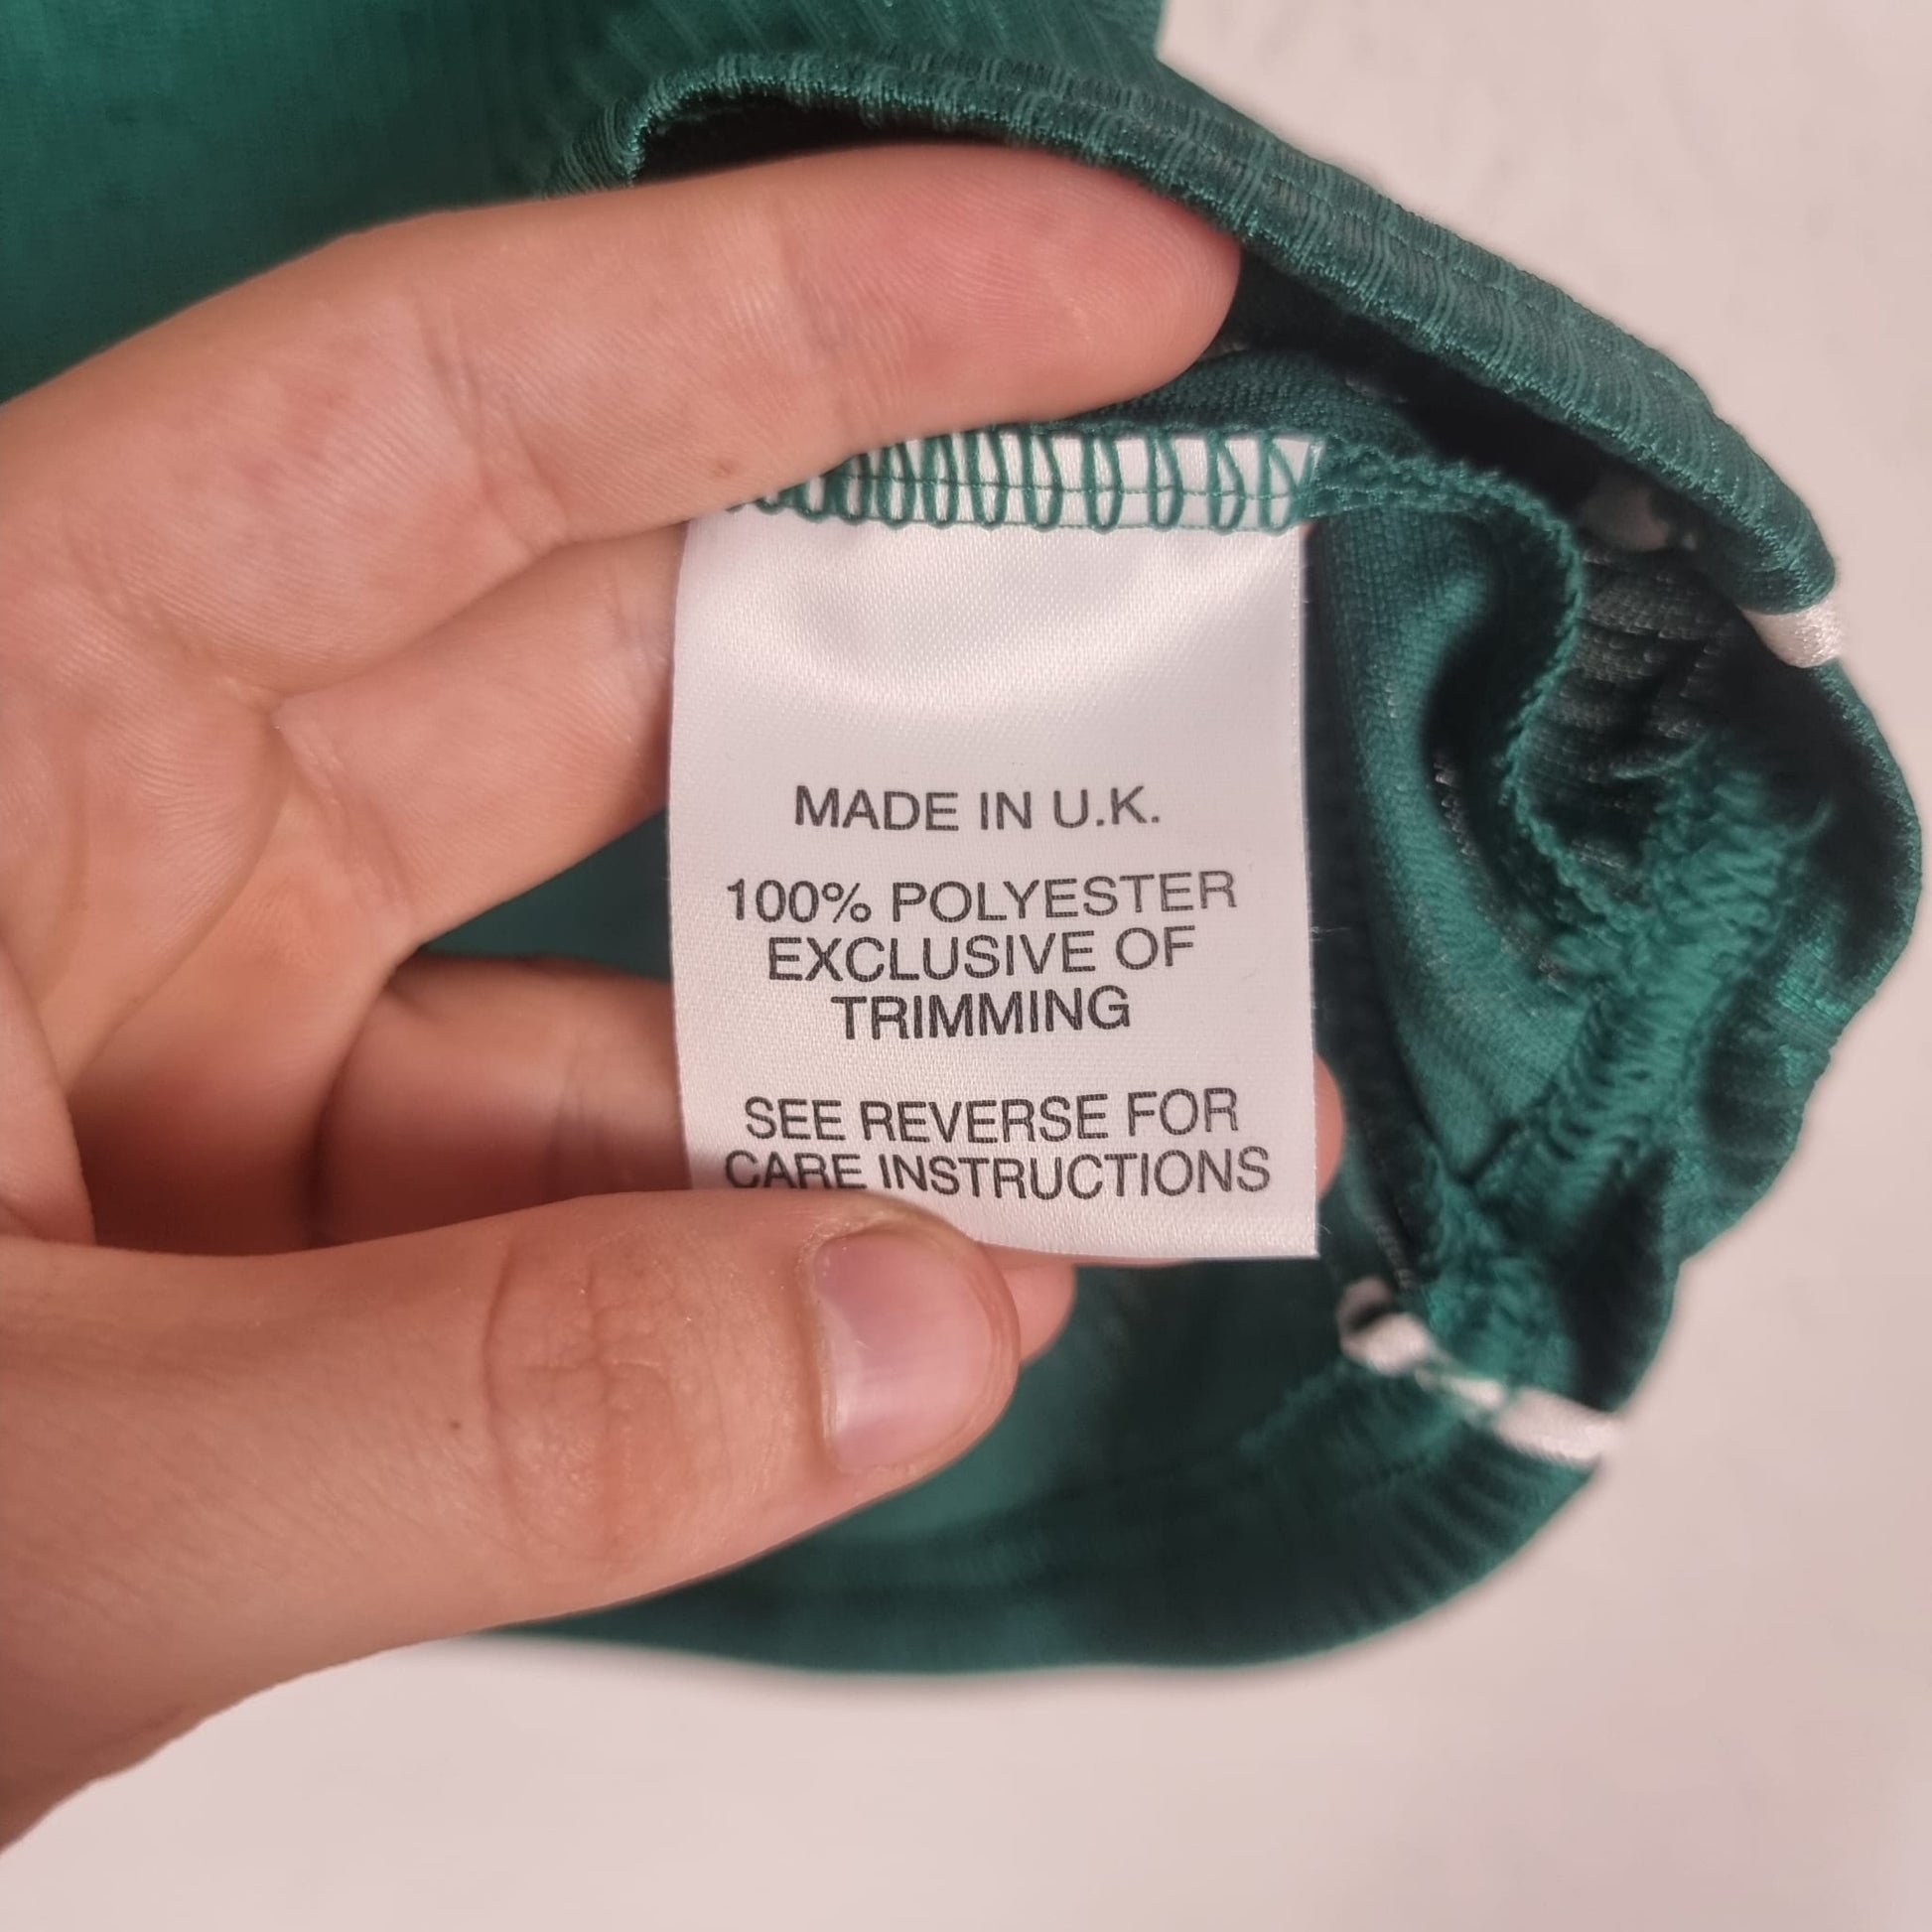 MADE IN U.K.
100% POLYESTER
EXCLUSIVE OF
TRIMMING
SEE REVERSE FOR
CARE INSTRUCTIONS